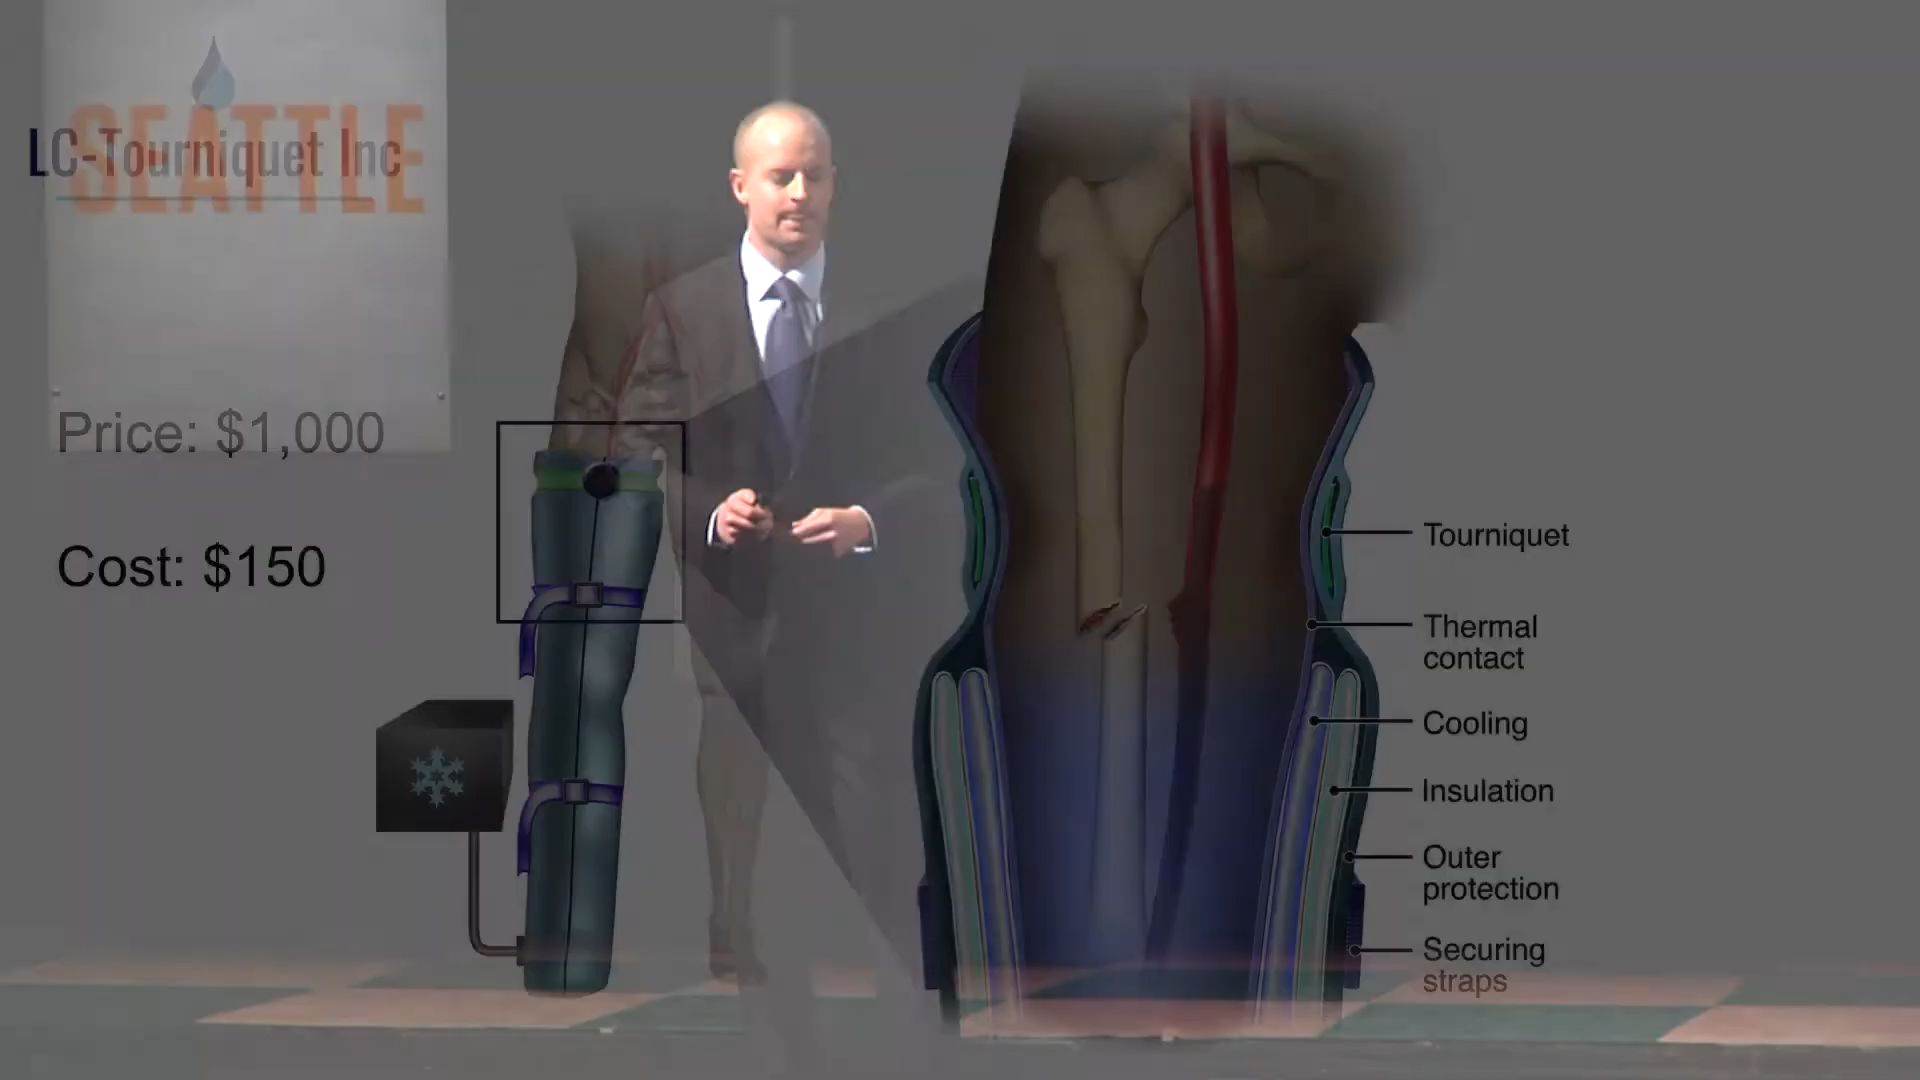 SEATTLE
LC-Tourniquet Inc
Price: $1,000
Cost: $150
Tourniquet
Thermal
contact
Cooling
Insulation
Outer
protection
Securing
straps